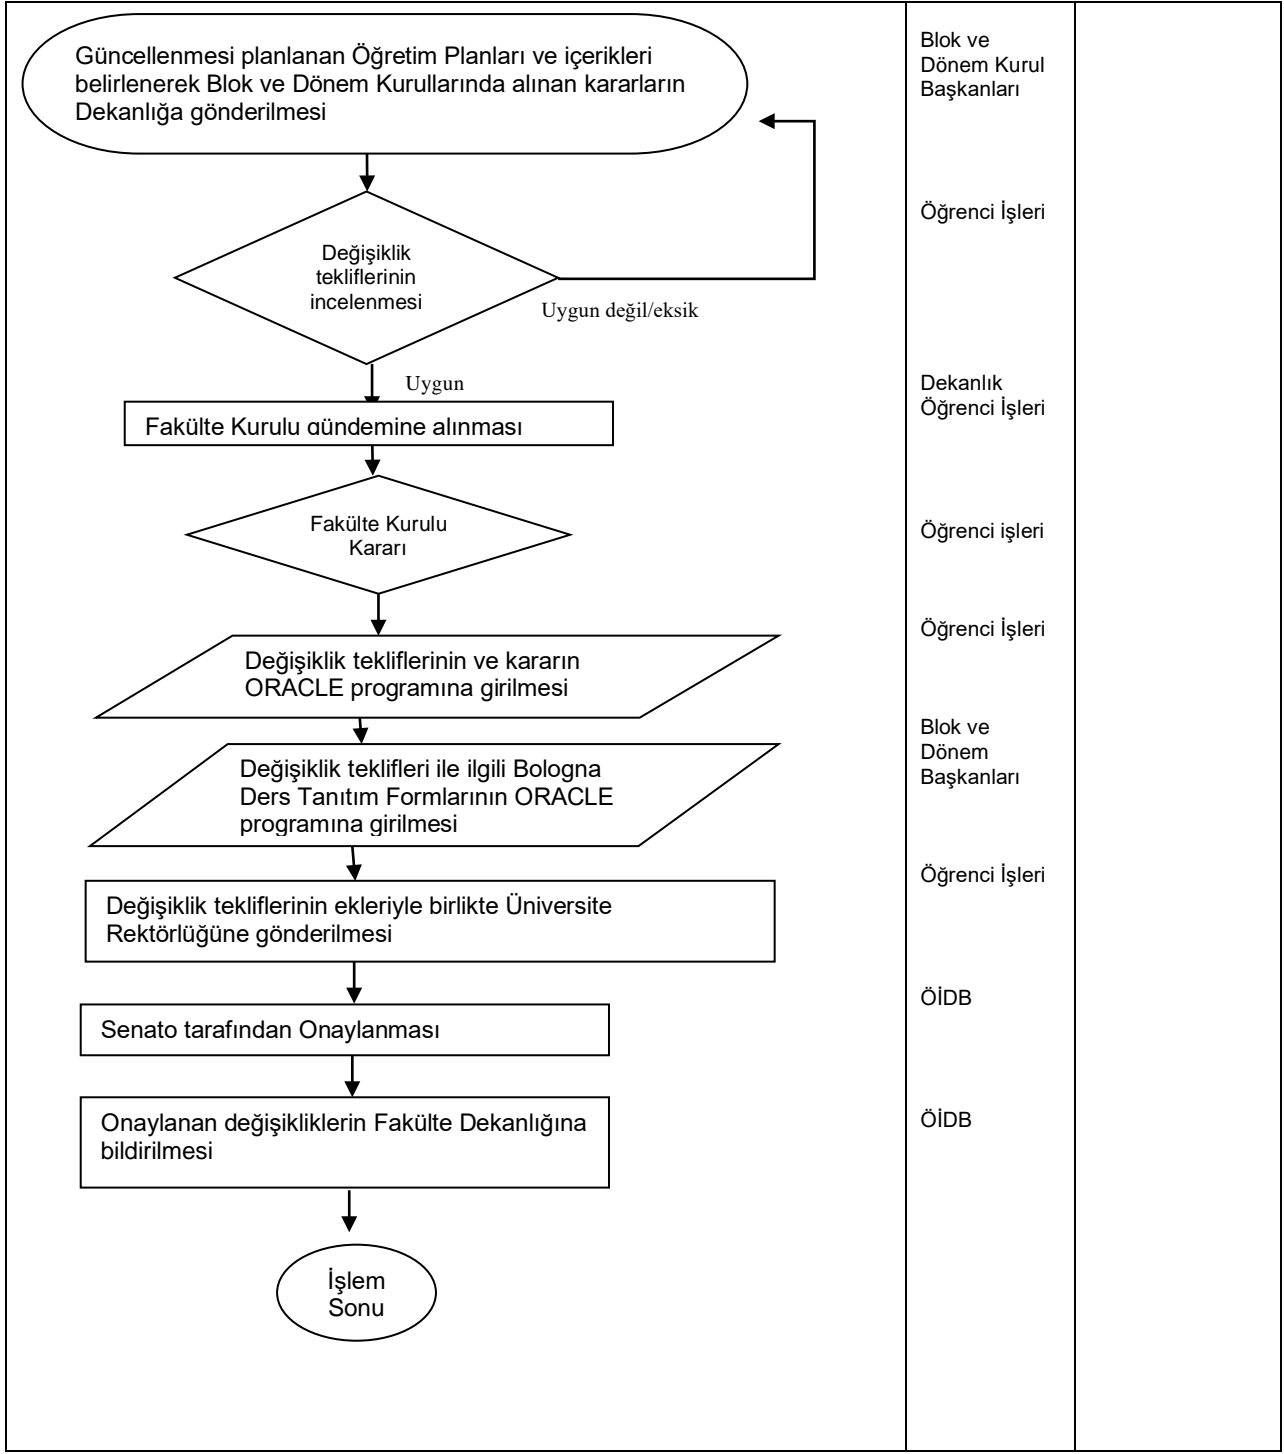 Güncellenmesi planlanan Öğretim Planları ve içerikleri
belirlenerek Blok ve Dönem Kurullarında alınan kararların
Dekanlığa gönderilmesi
Blok ve
Dönem Kurul
Başkanları
Değişiklik
tekliflerinin
incelenmesi
Öğrenci İşleri
Uygun değil/eksik
Uygun
Dekanlık
Öğrenci İşleri
Fakülte Kurulu gündemine alınması
Fakülte Kurulu
Kararı
Öğrenci işleri
Değişiklik tekliflerinin ve kararın
ORACLE programına girilmesi
Öğrenci İşleri
Değişiklik teklifleri ile ilgili Bologna
Ders Tanıtım Formlarının ORACLE
programına girilmesi
Blok ve
Dönem
Başkanları
Değişiklik tekliflerinin ekleriyle birlikte Üniversite
Rektörlüğüne gönderilmesi
Öğrenci İşleri
Senato tarafından Onaylanması
ÖİDB
Onaylanan değişikliklerin Fakülte Dekanlığına
bildirilmesi
ÖİDB
İşlem
Sonu